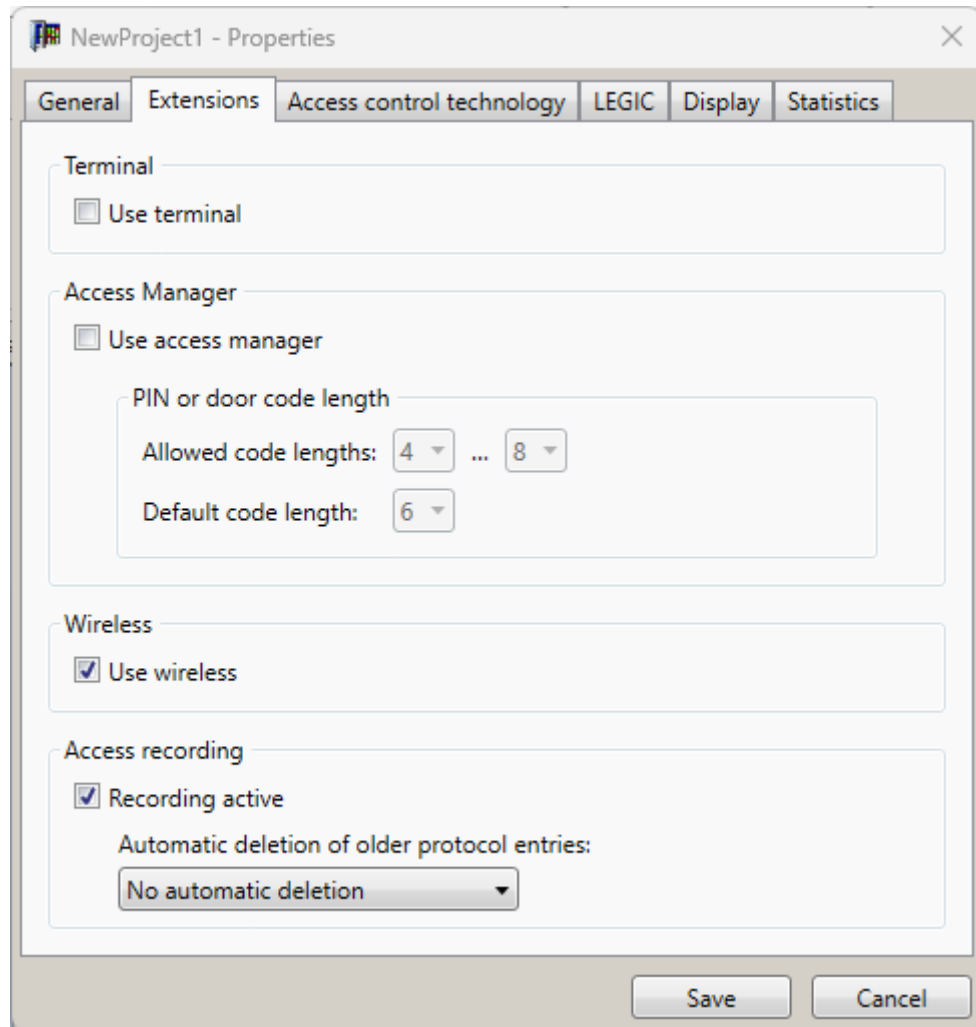 NewProject1 - Properties
General Extensions Access control technology LEGIC Display Statistics
Terminal
Use terminal
Access Manager
Use access manager
PIN or door code length
Allowed code lengths: 4 ... 8
Default code length: 6
Wireless
Use wireless
Access recording
Recording active
Automatic deletion of older protocol entries:
No automatic deletion
Save Cancel